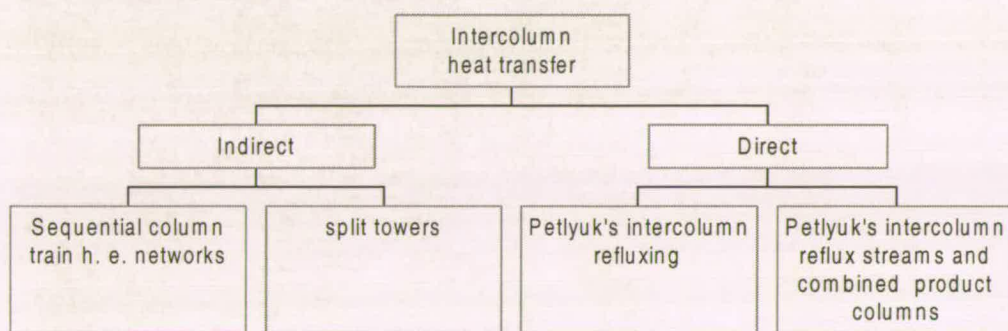 Intercolumn
heat transfer
Indirect
Direct
Sequential column
train h. e. networks
split towers
Petlyuk's intercolumn
refluxing
Petlyuk's intercolumn
reflux streams and
combined product
columns